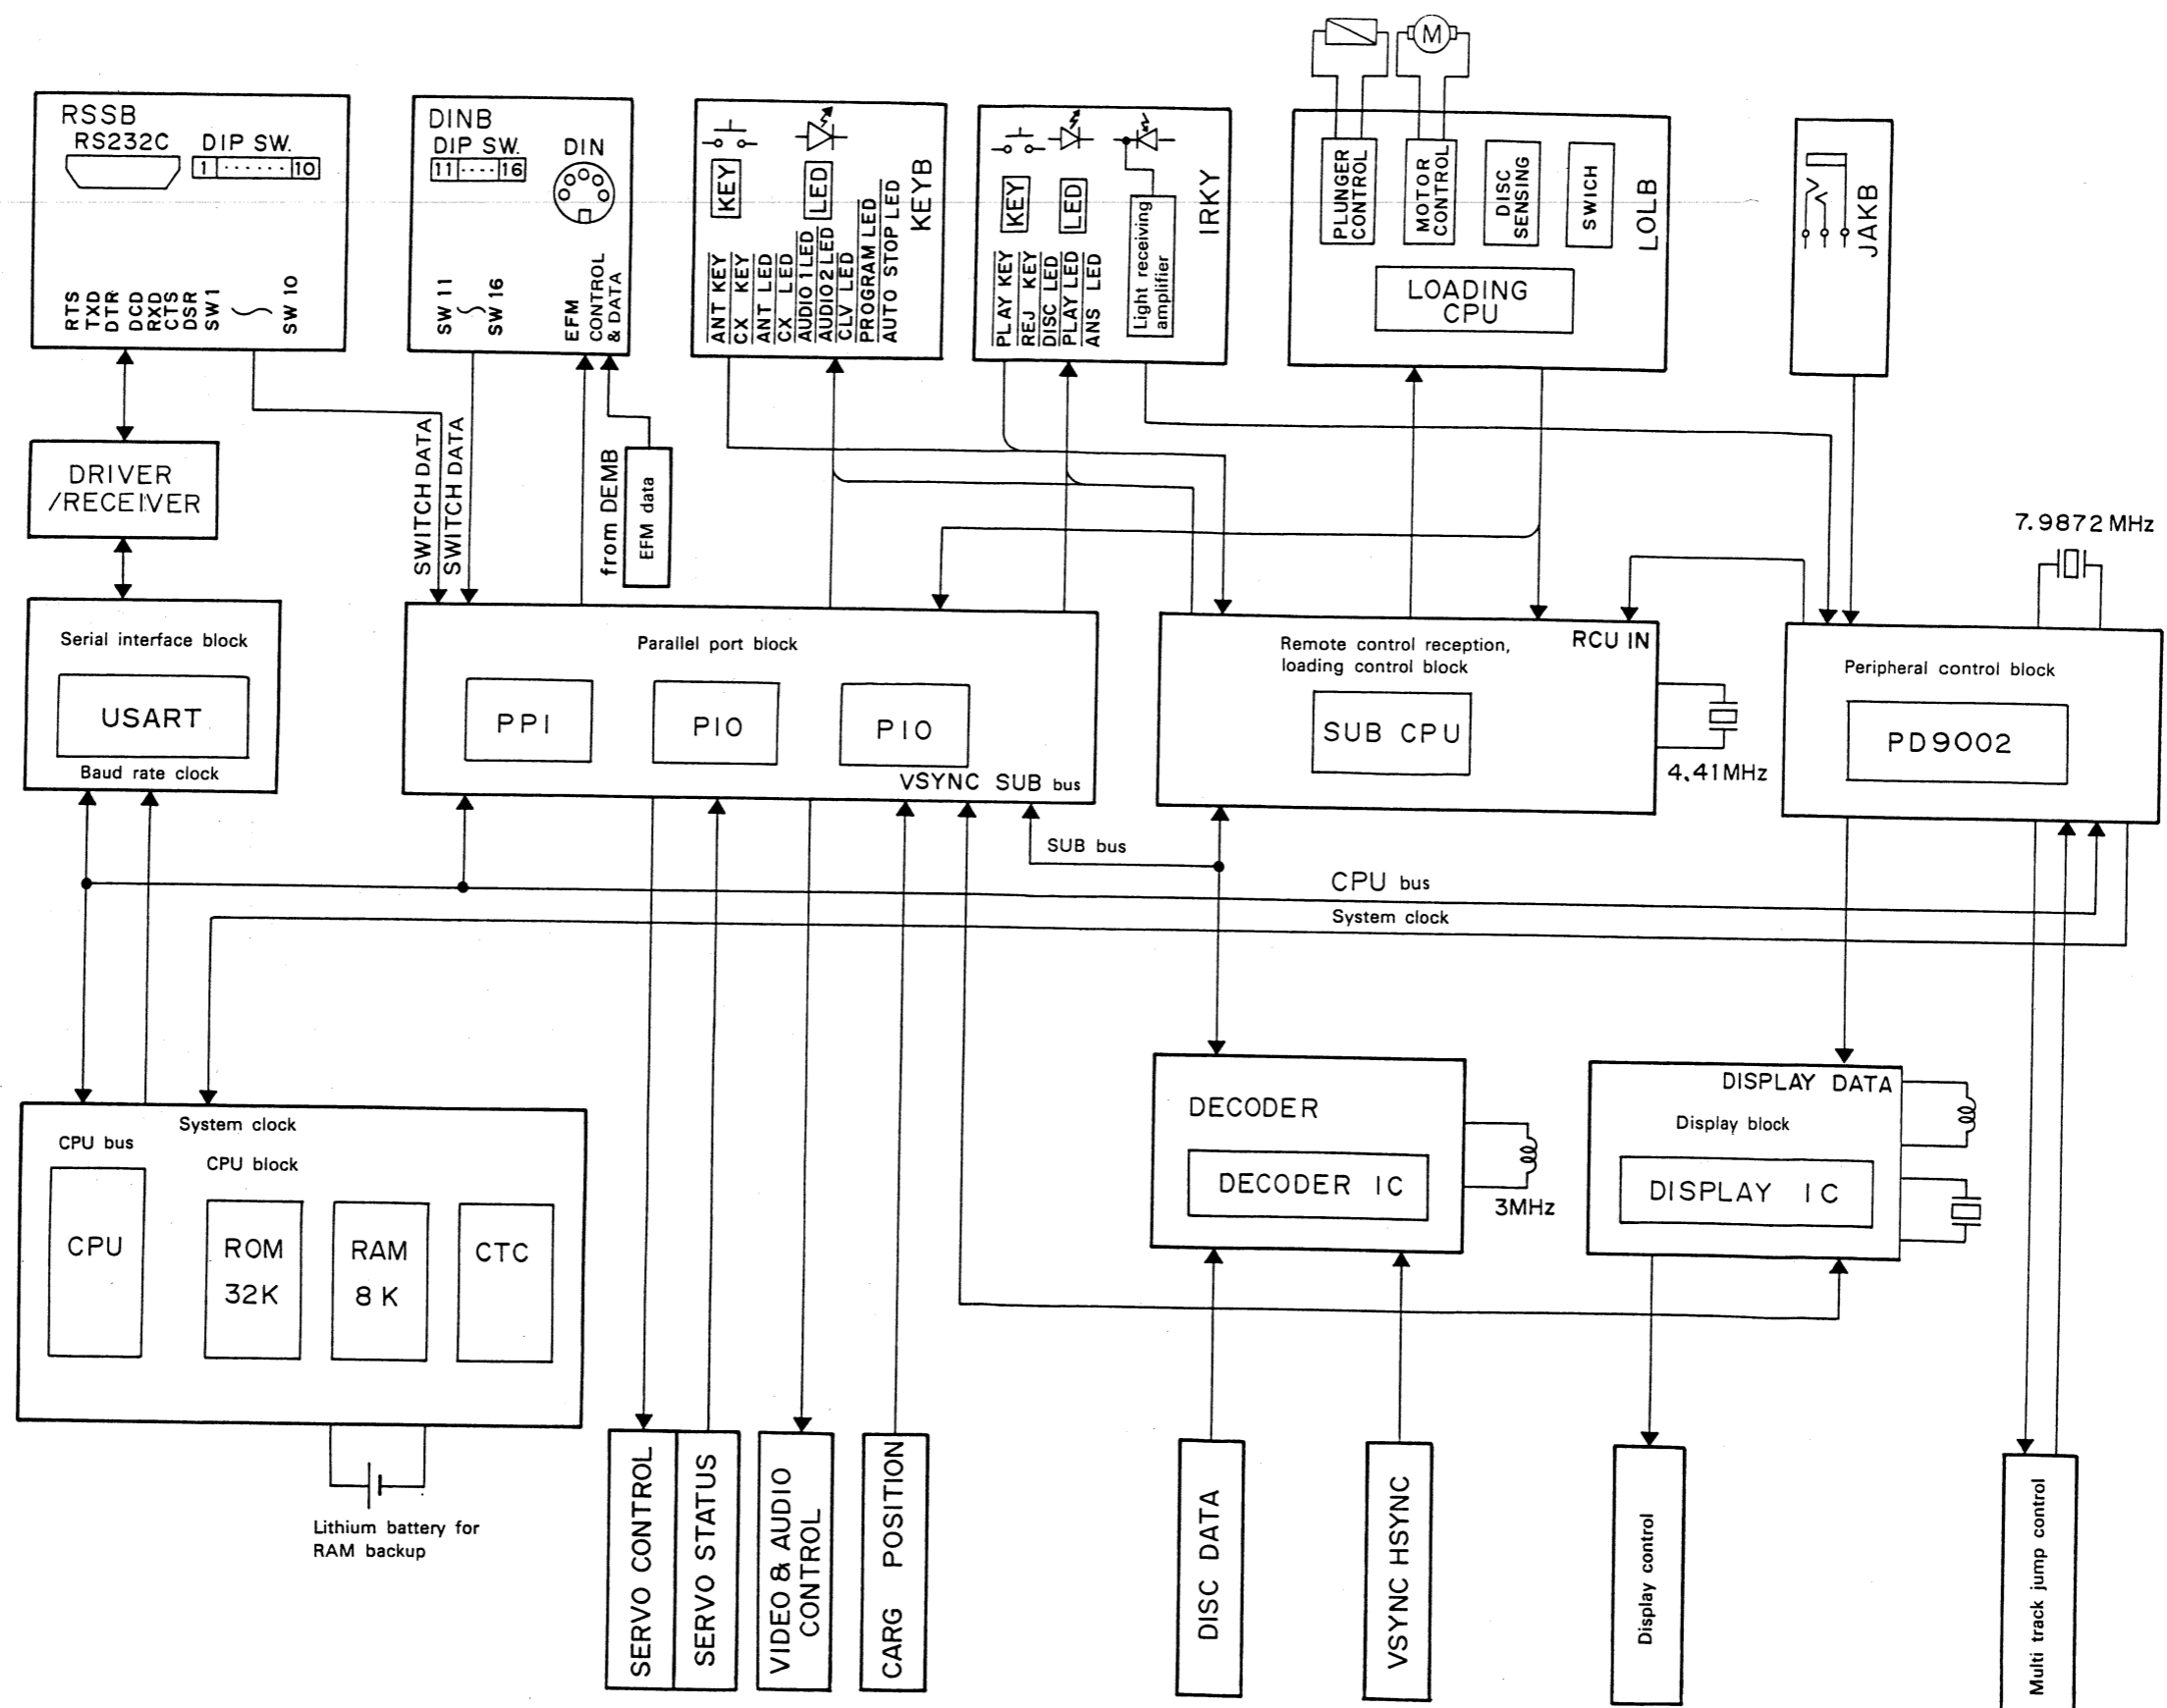 RSSB
RS232C
DIP SW.
1 ...... 10
RTS
TXD
DTR
DCD
RXD
CTS
DSR
SW1
SW 10
DINB
DIP SW.
11 .... 16
DIN
SW 11
SW 16
EFM
CONTROL
& DATA
KEY
LED
KEYB
ANT KEY
CX KEY
ANT LED
CX LED
AUDIO 1 LED
AUDIO 2 LED
CLV LED
PROGRAM LED
AUTO STOP LED
KEY
LED
IRKY
PLAY KEY
REJ KEY
DISC LED
PLAY LED
ANS LED
Light receiving
amplifier
M
PLUNGER
CONTROL
MOTOR
CONTROL
DISC
SENSING
SWICH
LOLB
LOADING
CPU
JAKB
DRIVER
/RECEIVER
SWITCH DATA
SWITCH DATA
from DEMB
EFM data
7.9872 MHz
Serial interface block
USART
Baud rate clock
Parallel port block
PPI
PIO
PIO
VSYNC SUB bus
Remote control reception,
loading control block
RCU IN
SUB CPU
4.41MHz
Peripheral control block
PD9002
SUB bus
CPU bus
System clock
System clock
CPU bus
CPU block
CPU
ROM
32K
RAM
8K
CTC
Lithium battery for
RAM backup
DECODER
DECODER IC
3MHz
DISPLAY DATA
Display block
DISPLAY IC
SERVO CONTROL
SERVO STATUS
VIDEO & AUDIO
CONTROL
CARG POSITION
DISC DATA
VSYNC HSYNC
Display control
Multi track jump control